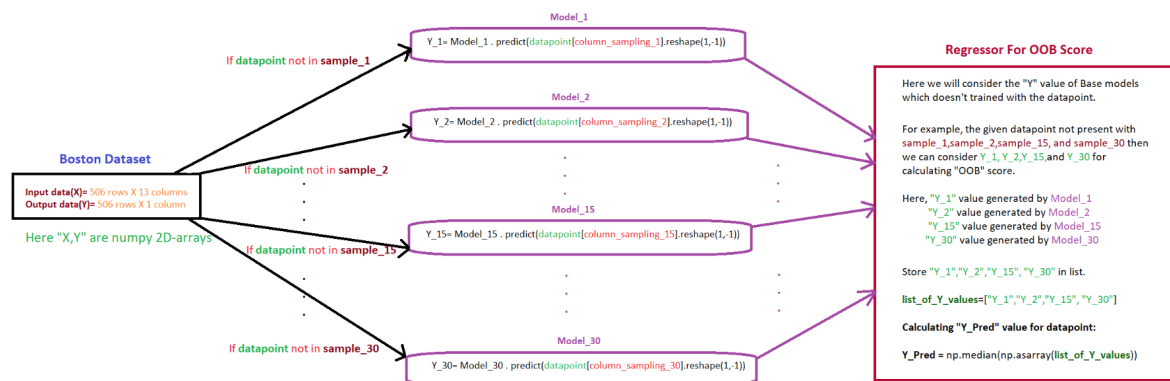 Boston Dataset
Input data(X)= 506 rows X 13 columns
Output data(Y)= 506 rows X 1 column
Here "X,Y" are numpy 2D-arrays
If datapoint not in sample_1
If datapoint not in sample_2
If datapoint not in sample_15
If datapoint not in sample_30
Model_1
Y_1= Model_1 . predict(datapoint[column_sampling_1].reshape(1,-1))
Model_2
Y_2= Model_2 . predict(datapoint[column_sampling_2].reshape(1,-1))
Model_15
Y_15= Model_15 . predict(datapoint[column_sampling_15].reshape(1,-1))
Model_30
Y_30= Model_30 . predict(datapoint[column_sampling_30].reshape(1,-1))
Regressor For OOB Score
Here we will consider the "Y" value of Base models
which doesn't trained with the datapoint.
For example, the given datapoint not present with
sample_1,sample_2,sample_15, and sample_30 then
we can consider Y_1, Y_2,Y_15,and Y_30 for
calculating "OOB" score.
Here, "Y_1" value generated by Model_1
"Y_2" value generated by Model_2
"Y_15" value generated by Model_15
"Y_30" value generated by Model_30
Store "Y_1","Y_2","Y_15", "Y_30" in list.
list_of_Y_values=["Y_1","Y_2","Y_15", "Y_30"]
Calculating "Y_Pred" value for datapoint:
Y_Pred = np.median(np.asarray(list_of_Y_values))